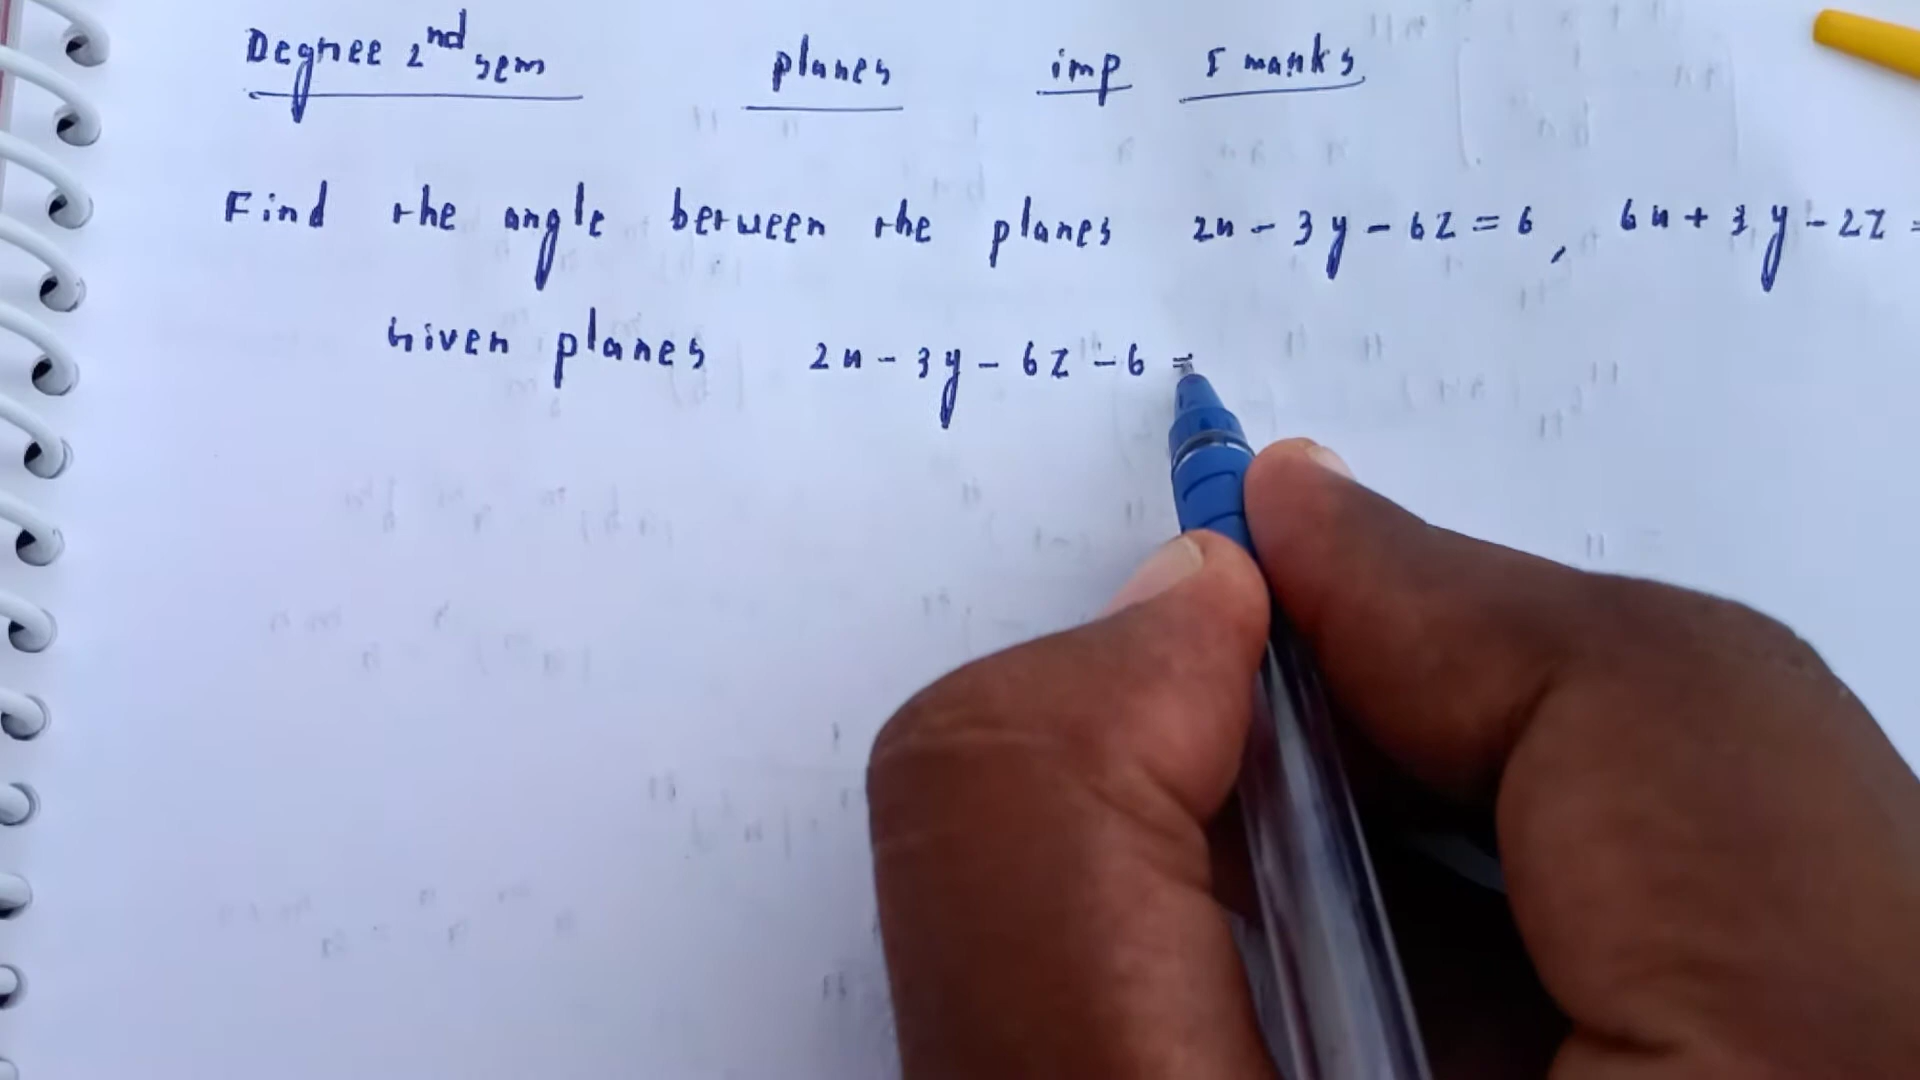 Degree 2nd sem planes imp 5 marks
Find the angle between the planes 2x - 3y - 6z = 6, 6x + 3y - 2z =
Given planes 2x - 3y - 6z - 6 =